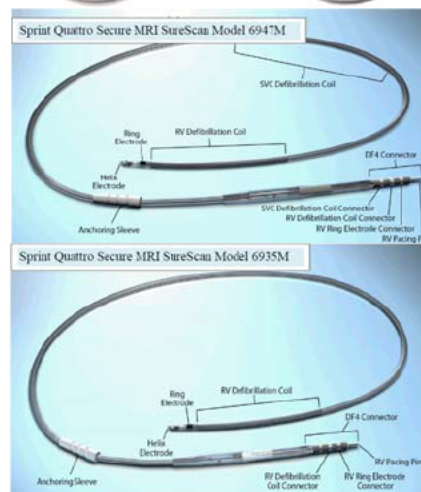 Sprint Quattro Secure MRI SureScan Model 6947M
SVC Defibrillation Coil
Ring
Electrode
RV Defibrillation Coil
Helix
Electrode
DF4 Connector
Anchoring Sleeve
SVC Defibrillation Coil Connector
RV Defibrillation Coil Connector
RV Ring Electrode Connector
RV Pacing P
Sprint Quattro Secure MRI SureScan Model 6935M
Ring
Electrode
RV Defibrillation Coil
DF4 Connector
Helix
Electrode
RV Pacing Pin
Anchoring Sleeve
RV Defibrillation
Coil Connector
RV Ring Electrode
Connector